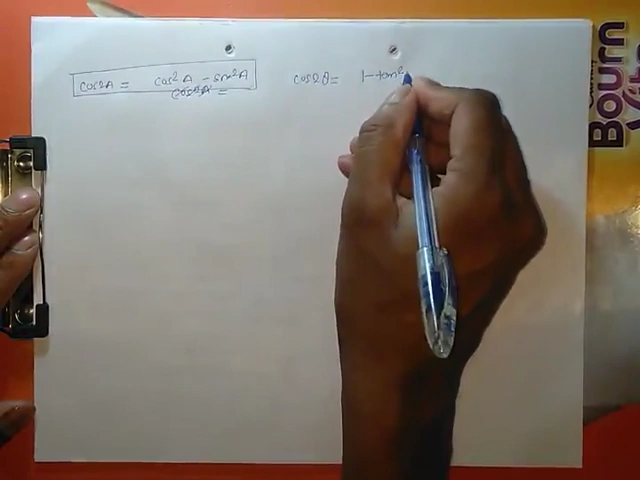 cos2A = cos²A - sin²A cos2θ = 1-tan²
cos2A =
Bourn